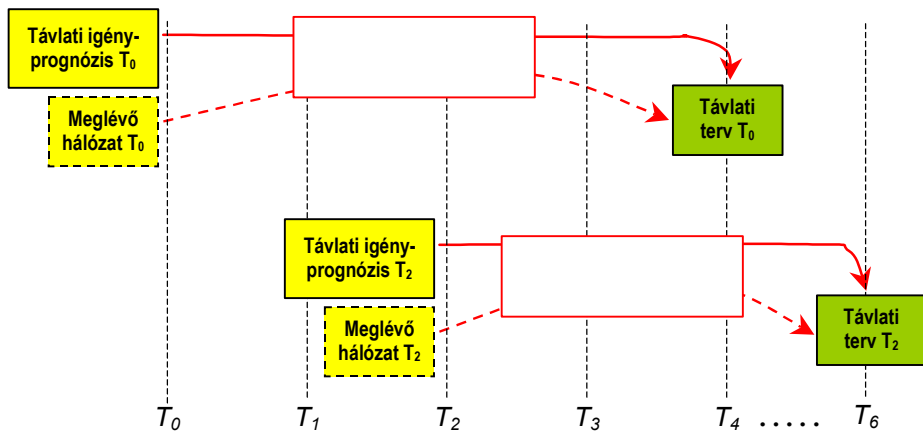 Távlati igény-
prognózis T0
Meglévő
hálózat T0
Távlati
terv T0
Távlati igény-
prognózis T2
Meglévő
hálózat T2
Távlati
terv T2
T0 T1 T2 T3 T4 ..... T6